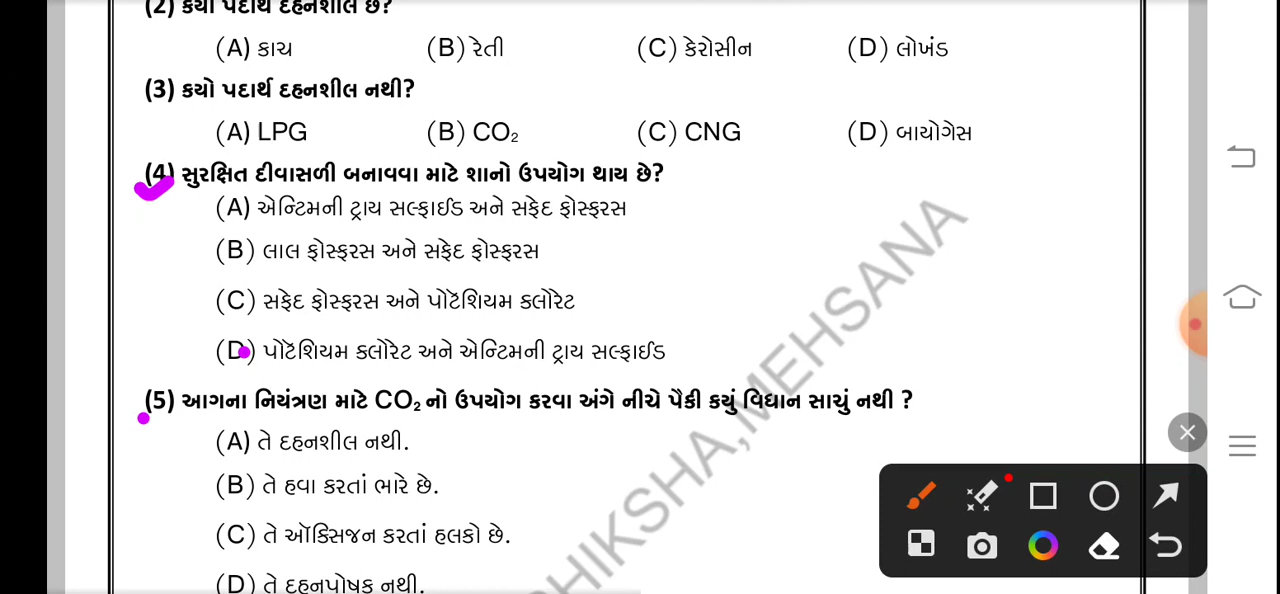 (2) કયો પદાર્થ દહનશીલ છે?
(A) કાચ (B) રેતી (C) કેરોસીન (D) લોખંડ
(3) કયો પદાર્થ દહનશીલ નથી?
(A) LPG (B) CO₂ (C) CNG (D) બાયોગેસ
(4) સુરક્ષિત દીવાસળી બનાવવા માટે શાનો ઉપયોગ થાય છે?
(A) એન્ટિમની ટ્રાય સલ્ફાઈડ અને સફેદ ફોસ્ફરસ
(B) લાલ ફોસ્ફરસ અને સફેદ ફોસ્ફરસ
(C) સફેદ ફોસ્ફરસ અને પોટૅશિયમ ક્લોરેટ
(D) પોટૅશિયમ ક્લોરેટ અને એન્ટિમની ટ્રાય સલ્ફાઈડ
(5) આગના નિયંત્રણ માટે CO₂ નો ઉપયોગ કરવા અંગે નીચે પૈકી કયું વિધાન સાચું નથી ?
(A) તે દહનશીલ નથી.
(B) તે હવા કરતાં ભારે છે.
(C) તે ઑક્સિજન કરતાં હલકો છે.
(D) તે દહનપોષક નથી.
SHIKSHA,MEHSANA